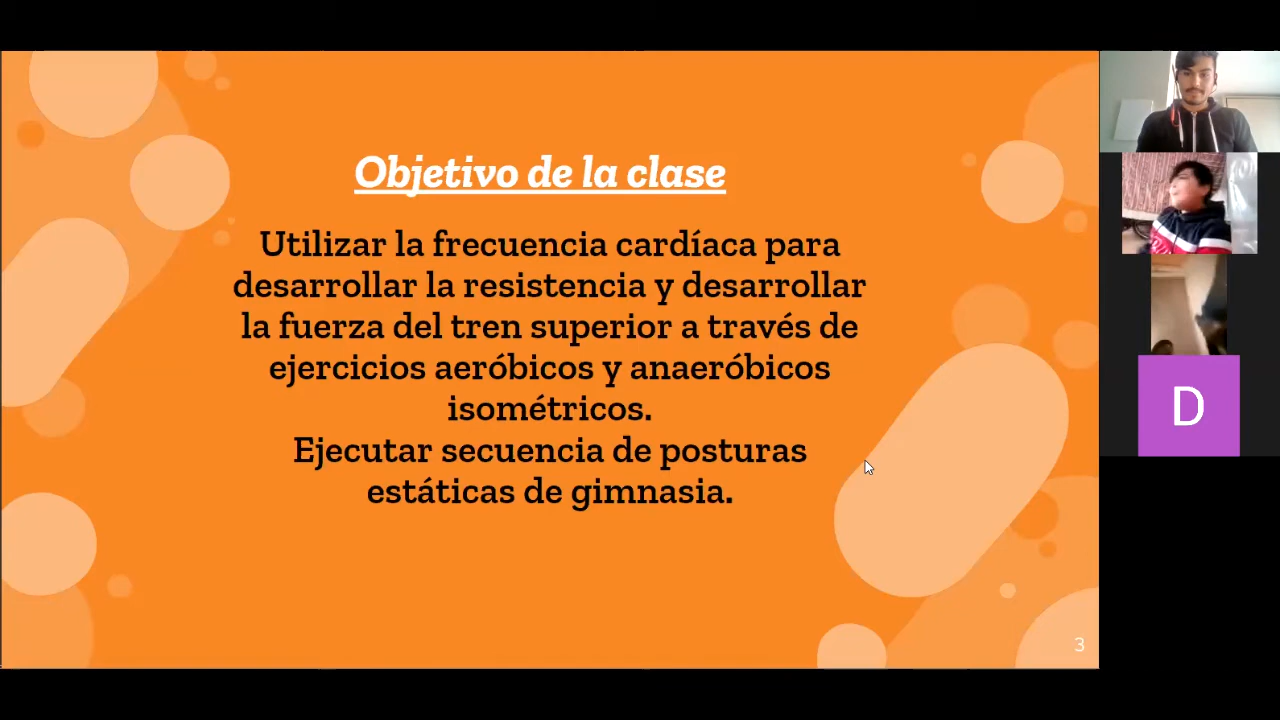 Objetivo de la clase
Utilizar la frecuencia cardíaca para
desarrollar la resistencia y desarrollar
la fuerza del tren superior a través de
ejercicios aeróbicos y anaeróbicos
isométricos.
Ejecutar secuencia de posturas
estáticas de gimnasia.
3
D